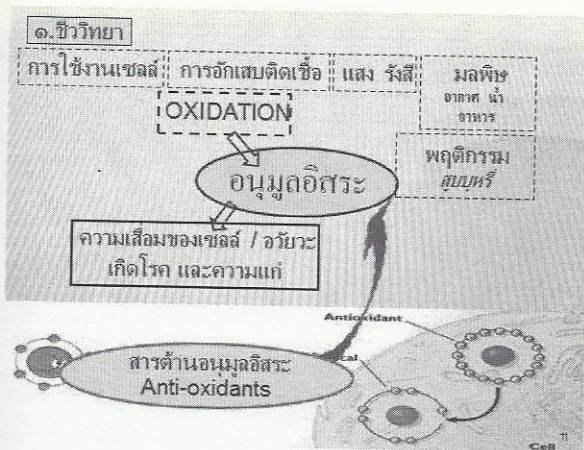 ๑.ชีววิทยา
การใช้งานเซลล์ การอักเสบติดเชื้อ แสง รังสี มลพิษ
อากาศ น้ำ
อาหาร
OXIDATION
พฤติกรรม
สูบบุหรี่
อนุมูลอิสระ
ความเสื่อมของเซลล์ / อวัยวะ
เกิดโรค และความแก่
Antioxidant
สารต้านอนุมูลอิสระ
Anti-oxidants
Cell